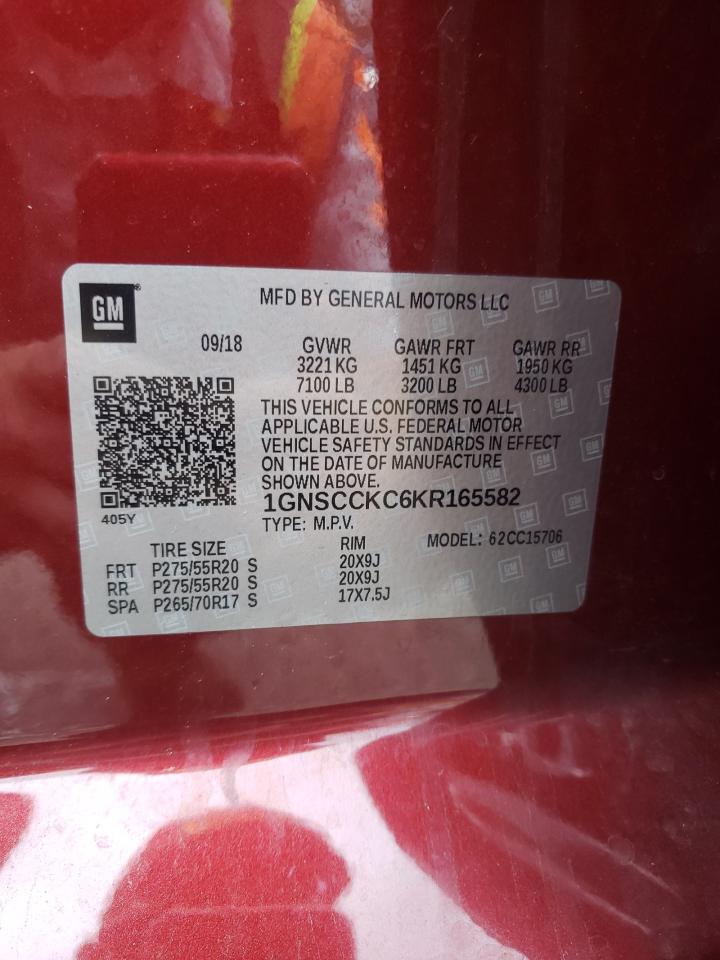 GM
MFD BY GENERAL MOTORS LLC
09/18 GVWR GAWR FRT GAWR RR
3221 KG 1451 KG 1950 KG
7100 LB 3200 LB 4300 LB
THIS VEHICLE CONFORMS TO ALL
APPLICABLE U.S. FEDERAL MOTOR
VEHICLE SAFETY STANDARDS IN EFFECT
ON THE DATE OF MANUFACTURE
SHOWN ABOVE.
1GNSCCKC6KR165582
405Y
TYPE: M.P.V.
MODEL: 62CC15706
TIRE SIZE RIM
FRT P275/55R20 S 20X9J
RR P275/55R20 S 20X9J
SPA P265/70R17 S 17X7.5J